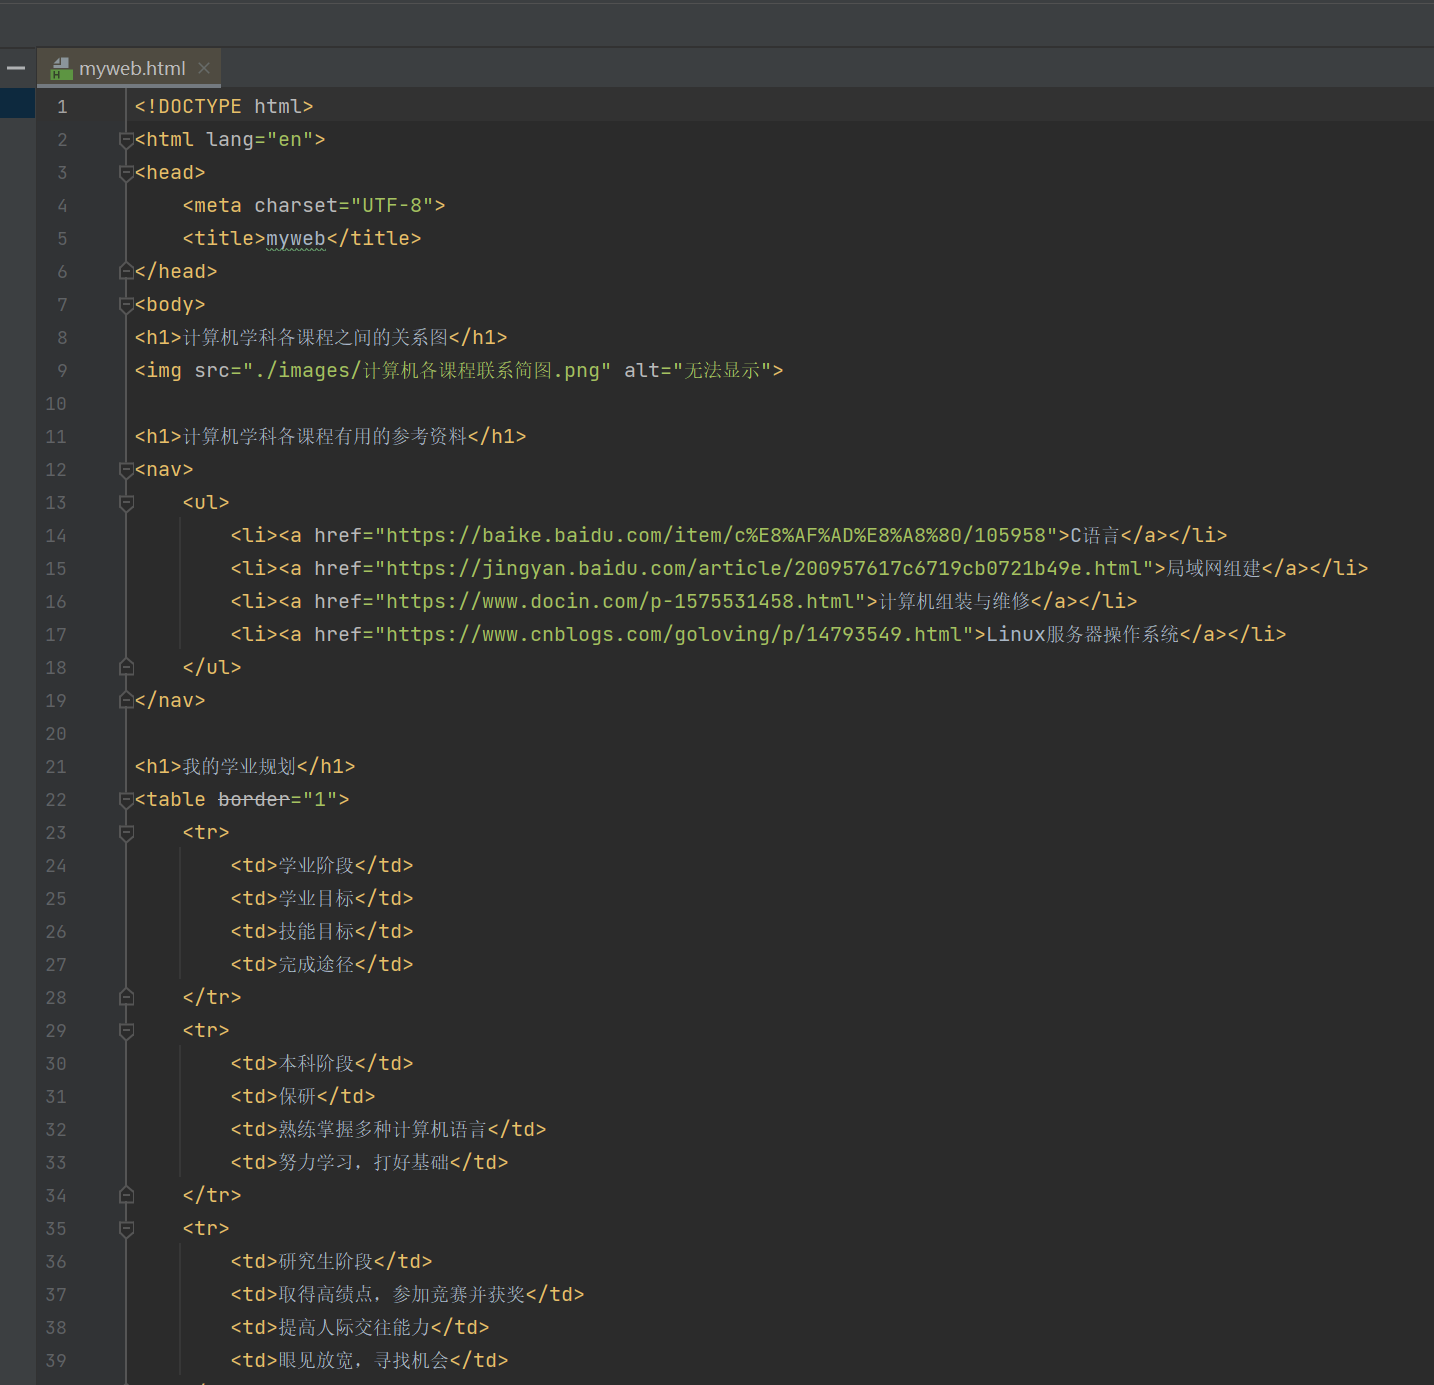 myweb.html
1 <!DOCTYPE html>
2 <html lang="en">
3 <head>
4     <meta charset="UTF-8">
5     <title>myweb</title>
6 </head>
7 <body>
8 <h1>计算机学科各课程之间的关系图</h1>
9 <img src="./images/计算机各课程联系简图.png" alt="无法显示">
10
11 <h1>计算机学科各课程有用的参考资料</h1>
12 <nav>
13     <ul>
14         <li><a href="https://baike.baidu.com/item/c%E8%AF%AD%E8%A8%80/105958">C语言</a></li>
15         <li><a href="https://jingyan.baidu.com/article/200957617c6719cb0721b49e.html">局域网组建</a></li>
16         <li><a href="https://www.docin.com/p-1575531458.html">计算机组装与维修</a></li>
17         <li><a href="https://www.cnblogs.com/goloving/p/14793549.html">Linux服务器操作系统</a></li>
18     </ul>
19 </nav>
20
21 <h1>我的学业规划</h1>
22 <table border="1">
23     <tr>
24         <td>学业阶段</td>
25         <td>学业目标</td>
26         <td>技能目标</td>
27         <td>完成途径</td>
28     </tr>
29     <tr>
30         <td>本科阶段</td>
31         <td>保研</td>
32         <td>熟练掌握多种计算机语言</td>
33         <td>努力学习，打好基础</td>
34     </tr>
35     <tr>
36         <td>研究生阶段</td>
37         <td>取得高绩点，参加竞赛并获奖</td>
38         <td>提高人际交往能力</td>
39         <td>眼见放宽，寻找机会</td>